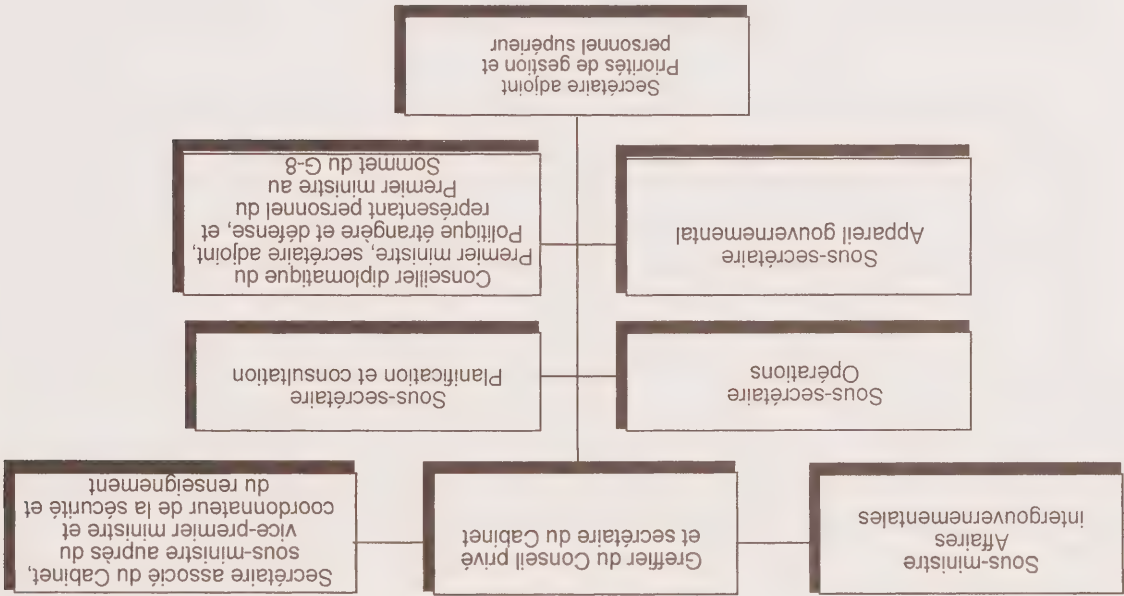 Sous-ministre
Affaires
intergouvernementales
Greffier du Conseil privé
et secrétaire du Cabinet
Secrétaire associé du Cabinet,
sous-ministre auprès du
vice-premier ministre et
coordonnateur de la sécurité et
du renseignement
Sous-secrétaire
Opérations
Sous-secrétaire
Planification et consultation
Sous-secrétaire
Appareil gouvernemental
Conseiller diplomatique du
Premier ministre, secrétaire adjoint,
Politique étrangère et défense, et
représentant personnel du
Premier ministre au
Sommet du G-8
Secrétaire adjoint
Priorités de gestion et
personnel supérieur